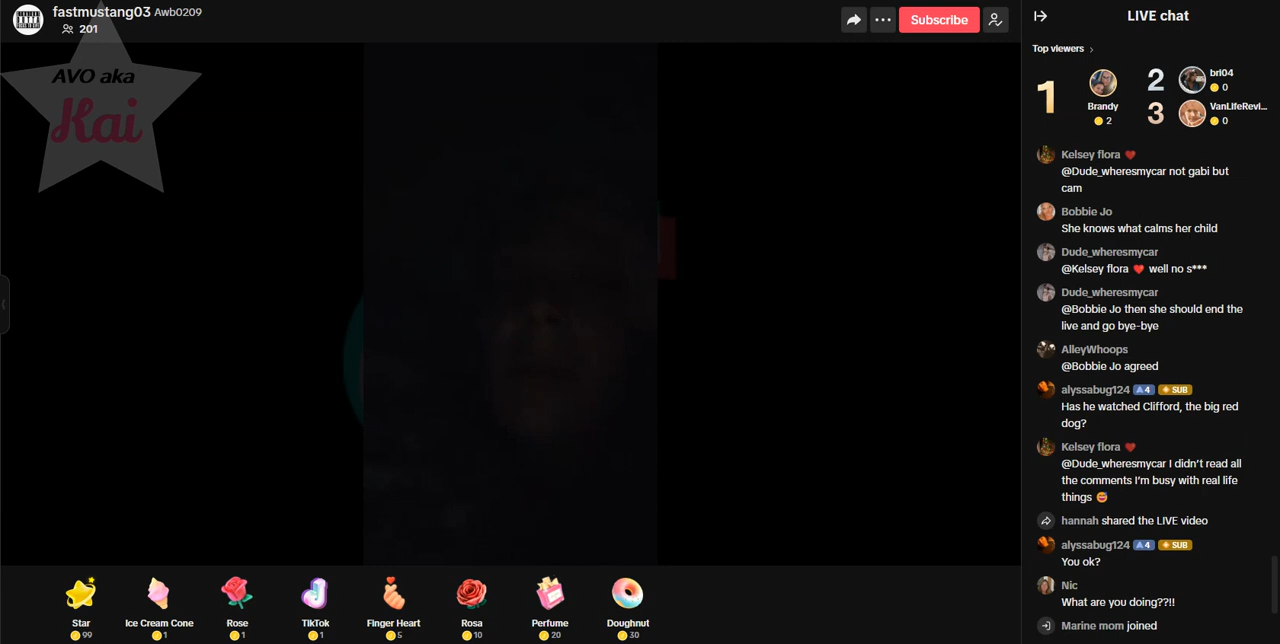 fastmustang03 Awb0209
201
Subscribe
LIVE chat
AVO aka
Kai
Top viewers
1
Brandy
2
2
bri04
0
3
VanLifeRevi...
0
Kelsey flora
@Dude_wheresmycar not gabi but
cam
Bobbie Jo
She knows what calms her child
Dude_wheresmycar
@Kelsey flora ❤️ well no s***
Dude_wheresmycar
@Bobbie Jo then she should end the
live and go bye-bye
AlleyWhoops
@Bobbie Jo agreed
alyssabug124 4 SUB
Has he watched Clifford, the big red
dog?
Kelsey flora
@Dude_wheresmycar I didn't read all
the comments I'm busy with real life
things 😅
hannah shared the LIVE video
alyssabug124 4 SUB
You ok?
Nic
What are you doing??!!
Marine mom joined
Star
99
Ice Cream Cone
1
Rose
1
TikTok
1
Finger Heart
5
Rosa
10
Perfume
20
Doughnut
30